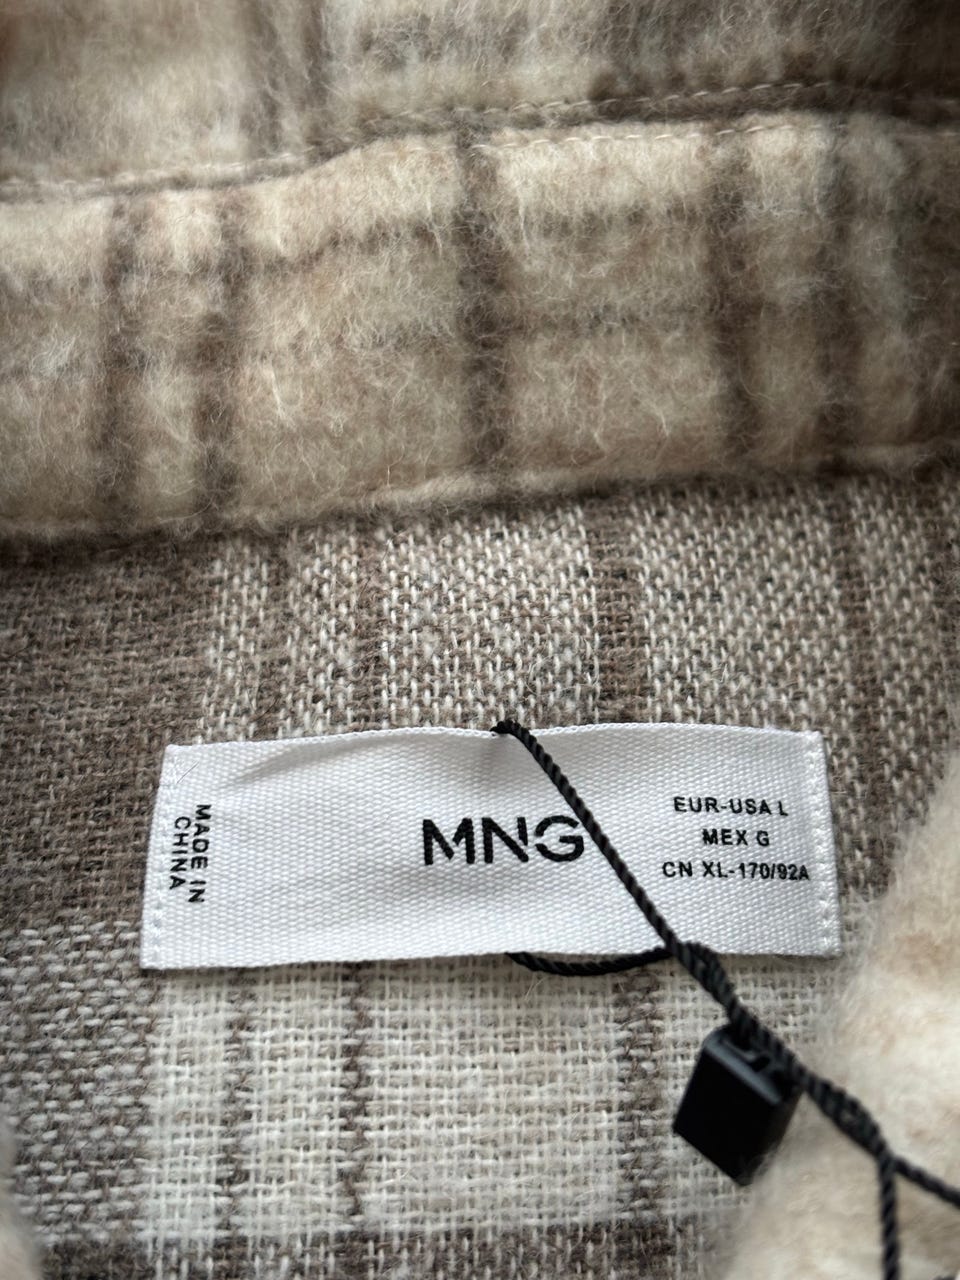 MADE IN
CHINA
MNG
EUR-USA L
MEX G
CN XL-170/92A